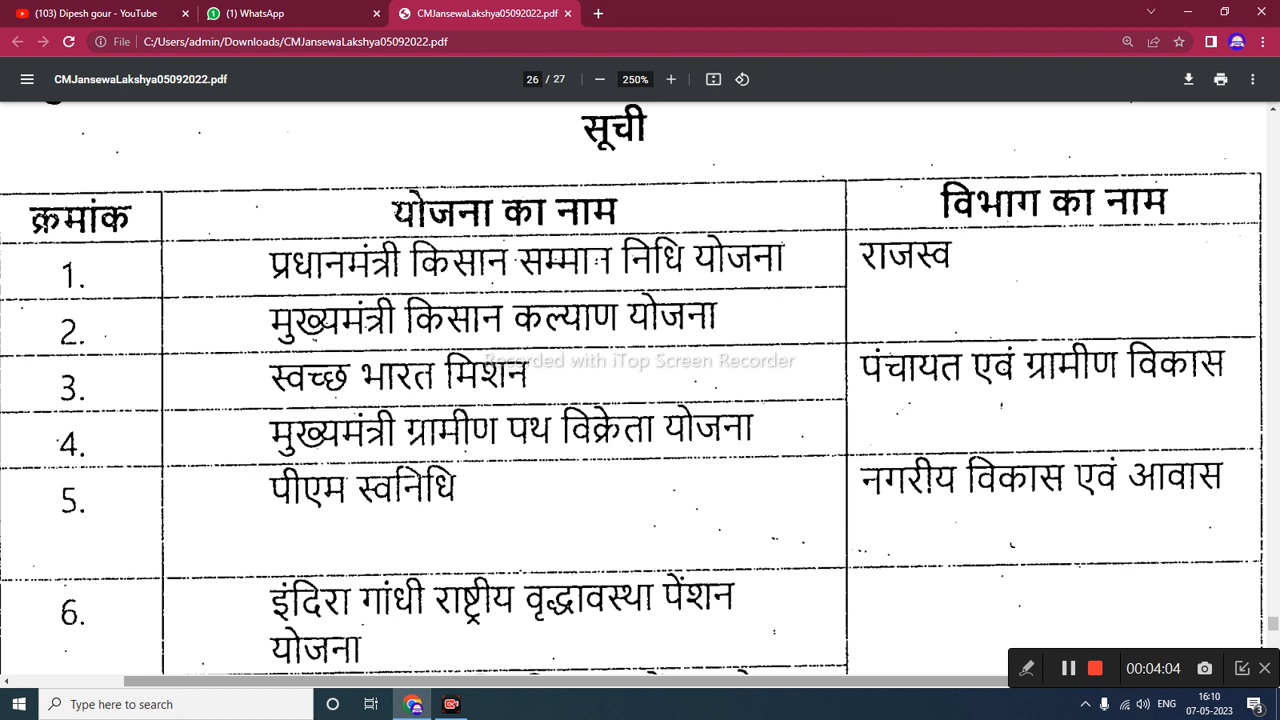 (103) Dipesh gour - YouTube
(1) WhatsApp
CMJansewaLakshya05092022.pdf
File C:/Users/admin/Downloads/CMJansewaLakshya05092022.pdf
CMJansewaLakshya05092022.pdf 26 / 27 250%
सूची
क्रमांक योजना का नाम विभाग का नाम
1. प्रधानमंत्री किसान सम्मान निधि योजना राजस्व
2. मुख्यमंत्री किसान कल्याण योजना
Recorded with iTop Screen Recorder
3. स्वच्छ भारत मिशन पंचायत एवं ग्रामीण विकास
4. मुख्यमंत्री ग्रामीण पथ विक्रेता योजना
5. पीएम स्वनिधि नगरीय विकास एवं आवास
6. इंदिरा गांधी राष्ट्रीय वृद्धावस्था पेंशन
योजना
00:04:04
Type here to search
ENG
16:10
07-05-2023
3